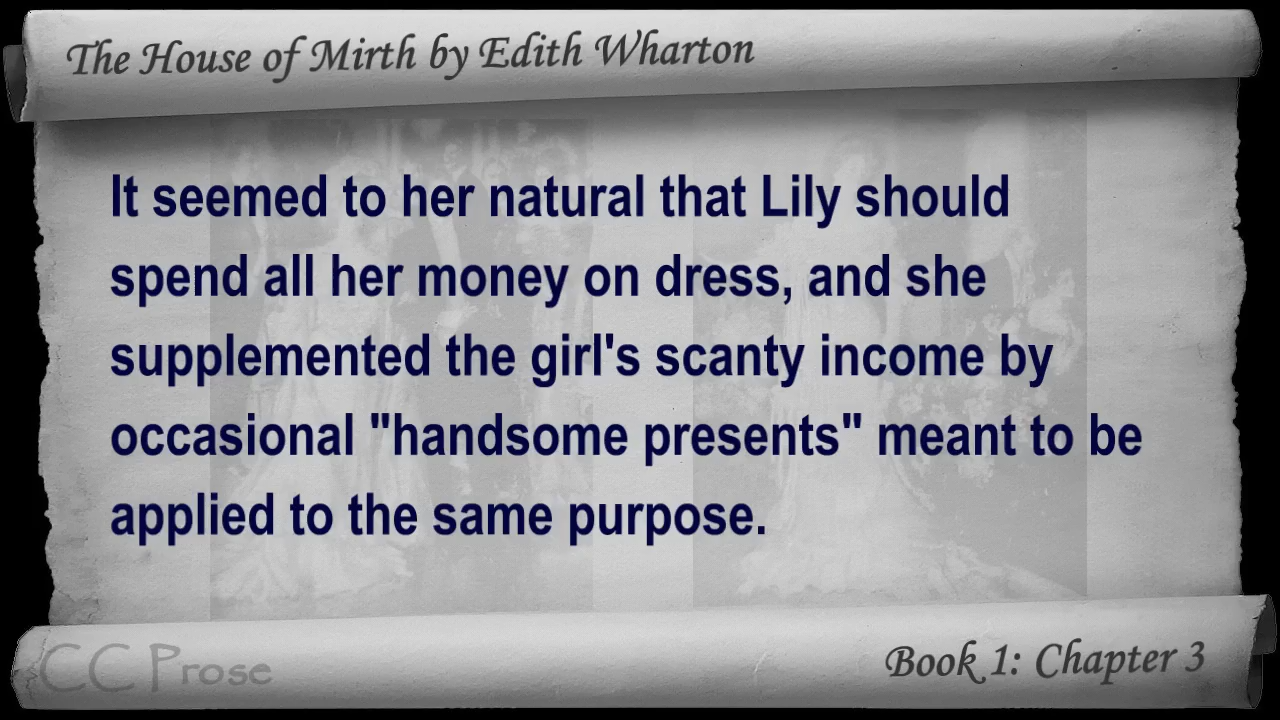 The House of Mirth by Edith Wharton
It seemed to her natural that Lily should
spend all her money on dress, and she
supplemented the girl's scanty income by
occasional "handsome presents" meant to be
applied to the same purpose.
CC Prose
Book 1: Chapter 3